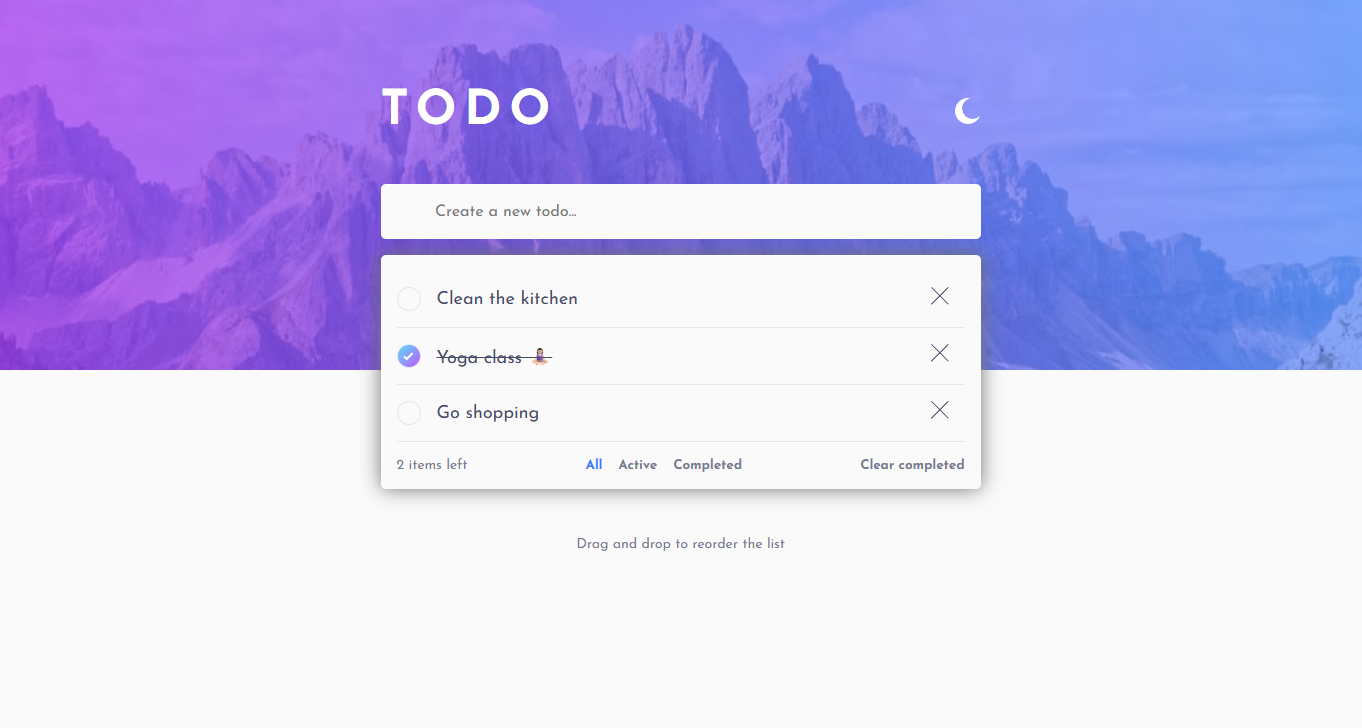 TODO
Create a new todo...
Clean the kitchen
Yoga class 🧘🏻‍♀️
Go shopping
2 items left All Active Completed Clear completed
Drag and drop to reorder the list